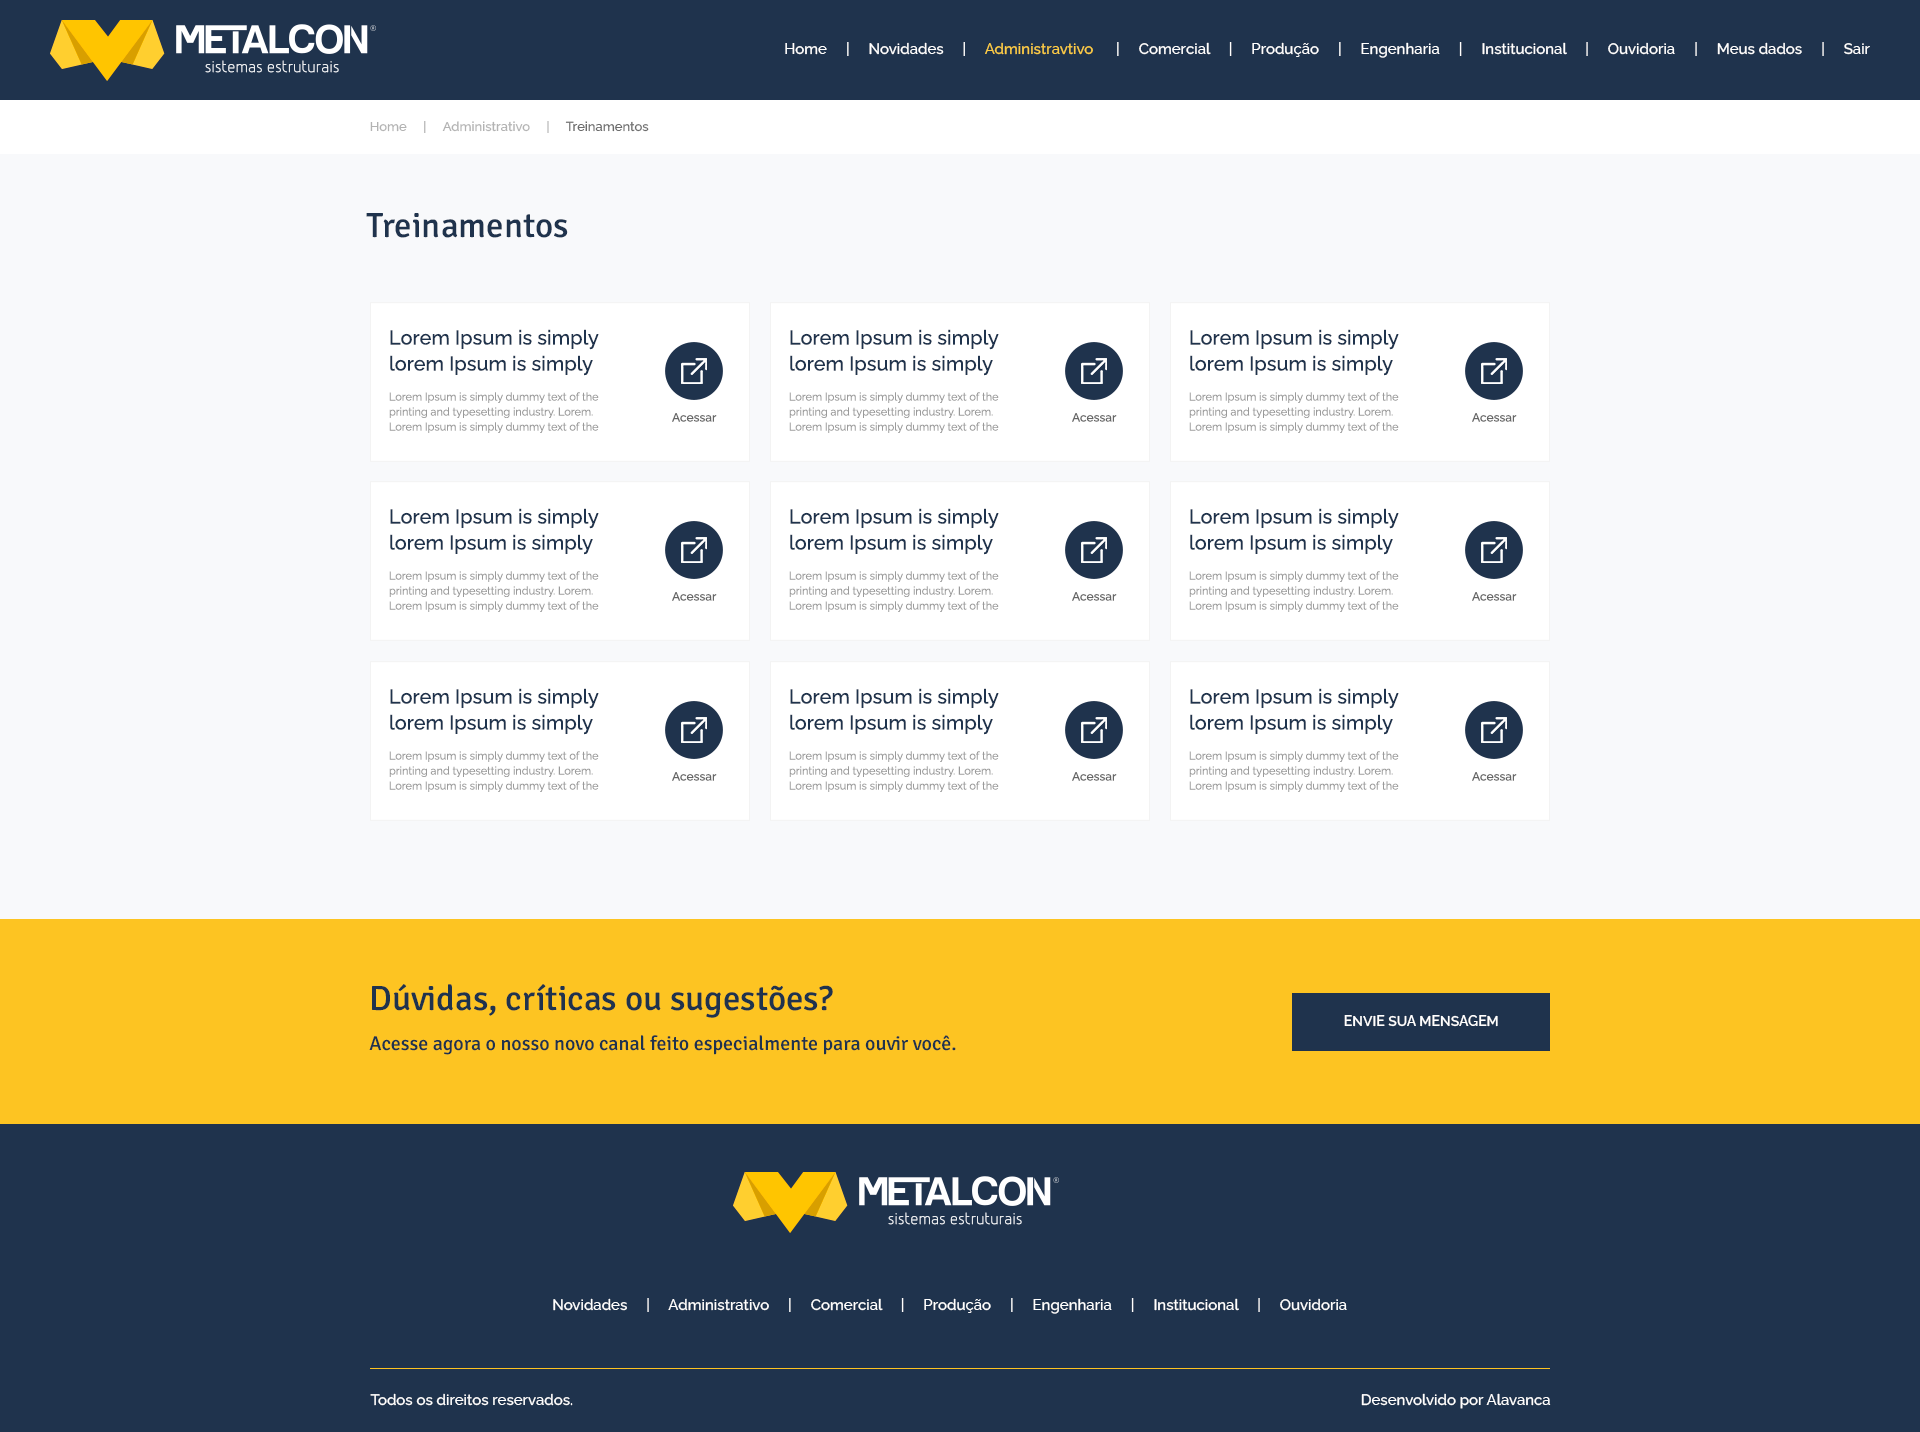 METALCON®
sistemas estruturais
Home | Novidades | Administravtivo | Comercial | Produção | Engenharia | Institucional | Ouvidoria | Meus dados | Sair
Home | Administrativo | Treinamentos
Treinamentos
Lorem Ipsum is simply
lorem Ipsum is simply
Lorem Ipsum is simply dummy text of the
printing and typesetting industry. Lorem.
Lorem Ipsum is simply dummy text of the
Acessar
Lorem Ipsum is simply
lorem Ipsum is simply
Lorem Ipsum is simply dummy text of the
printing and typesetting industry. Lorem.
Lorem Ipsum is simply dummy text of the
Acessar
Lorem Ipsum is simply
lorem Ipsum is simply
Lorem Ipsum is simply dummy text of the
printing and typesetting industry. Lorem.
Lorem Ipsum is simply dummy text of the
Acessar
Lorem Ipsum is simply
lorem Ipsum is simply
Lorem Ipsum is simply dummy text of the
printing and typesetting industry. Lorem.
Lorem Ipsum is simply dummy text of the
Acessar
Lorem Ipsum is simply
lorem Ipsum is simply
Lorem Ipsum is simply dummy text of the
printing and typesetting industry. Lorem.
Lorem Ipsum is simply dummy text of the
Acessar
Lorem Ipsum is simply
lorem Ipsum is simply
Lorem Ipsum is simply dummy text of the
printing and typesetting industry. Lorem.
Lorem Ipsum is simply dummy text of the
Acessar
Lorem Ipsum is simply
lorem Ipsum is simply
Lorem Ipsum is simply dummy text of the
printing and typesetting industry. Lorem.
Lorem Ipsum is simply dummy text of the
Acessar
Lorem Ipsum is simply
lorem Ipsum is simply
Lorem Ipsum is simply dummy text of the
printing and typesetting industry. Lorem.
Lorem Ipsum is simply dummy text of the
Acessar
Lorem Ipsum is simply
lorem Ipsum is simply
Lorem Ipsum is simply dummy text of the
printing and typesetting industry. Lorem.
Lorem Ipsum is simply dummy text of the
Acessar
Dúvidas, críticas ou sugestões?
Acesse agora o nosso novo canal feito especialmente para ouvir você.
ENVIE SUA MENSAGEM
METALCON®
sistemas estruturais
Novidades | Administrativo | Comercial | Produção | Engenharia | Institucional | Ouvidoria
Todos os direitos reservados.
Desenvolvido por Alavanca